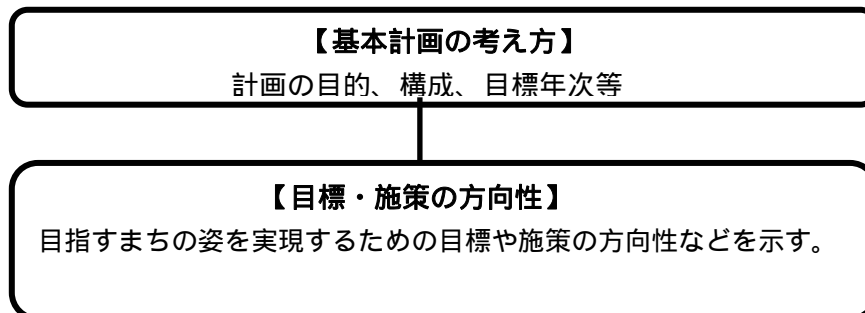 【基本計画の考え方】
計画の目的、構成、目標年次等
【目標・施策の方向性】
目指すまちの姿を実現するための目標や施策の方向性などを示す。